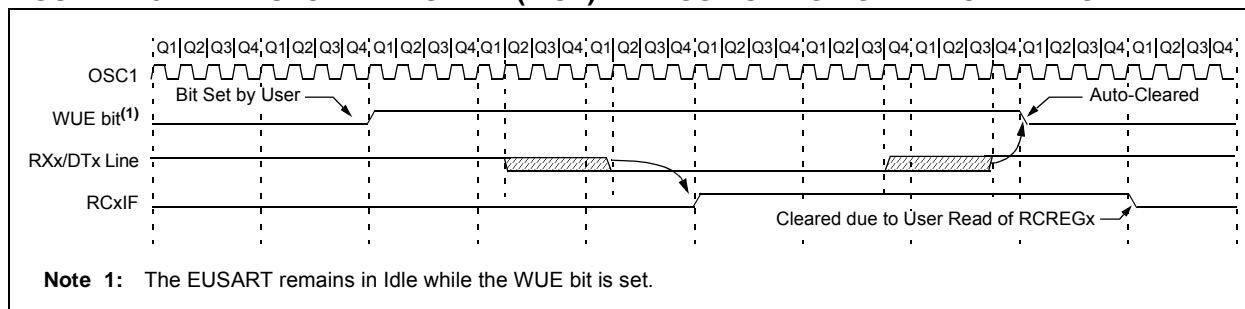 Q1 Q2 Q3 Q4 Q1 Q2 Q3 Q4 Q1 Q2 Q3 Q4 Q1 Q2 Q3 Q4 Q1 Q2 Q3 Q4 Q1 Q2 Q3 Q4 Q1 Q2 Q3 Q4 Q1 Q2 Q3 Q4 Q1 Q2 Q3 Q4 Q1 Q2 Q3 Q4
OSC1
Bit Set by User
Auto-Cleared
WUE bit(1)
RXx/DTx Line
RCxIF
Cleared due to User Read of RCREGx
Note 1: The EUSART remains in Idle while the WUE bit is set.